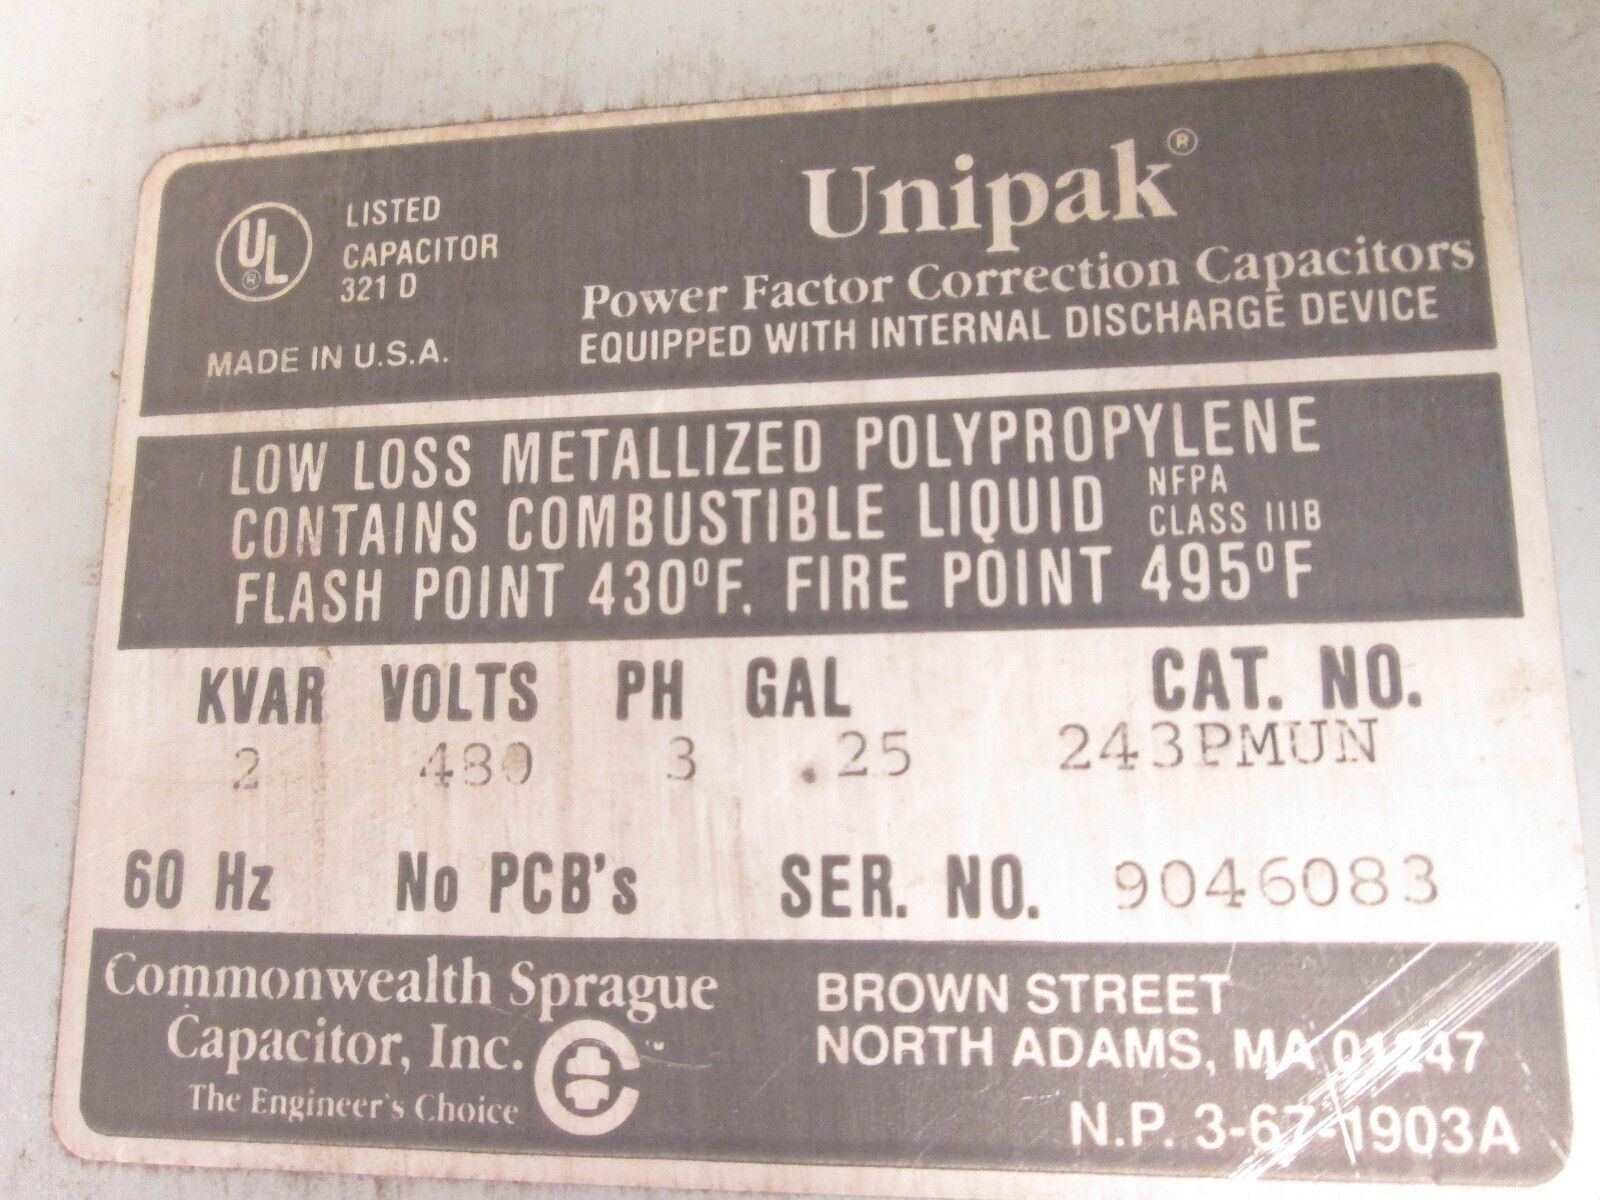 UL® LISTED
CAPACITOR
321 D
MADE IN U.S.A.
Unipak®
Power Factor Correction Capacitors
EQUIPPED WITH INTERNAL DISCHARGE DEVICE
LOW LOSS METALLIZED POLYPROPYLENE
CONTAINS COMBUSTIBLE LIQUID NFPA CLASS IIIB
FLASH POINT 430°F. FIRE POINT 495°F
KVAR VOLTS PH GAL CAT. NO.
2 480 3 .25 243PMUN
60 Hz No PCB's SER. NO. 9046083
Commonwealth Sprague
Capacitor, Inc.
The Engineer's Choice
BROWN STREET
NORTH ADAMS, MA 01247
N.P. 3-67-1903A